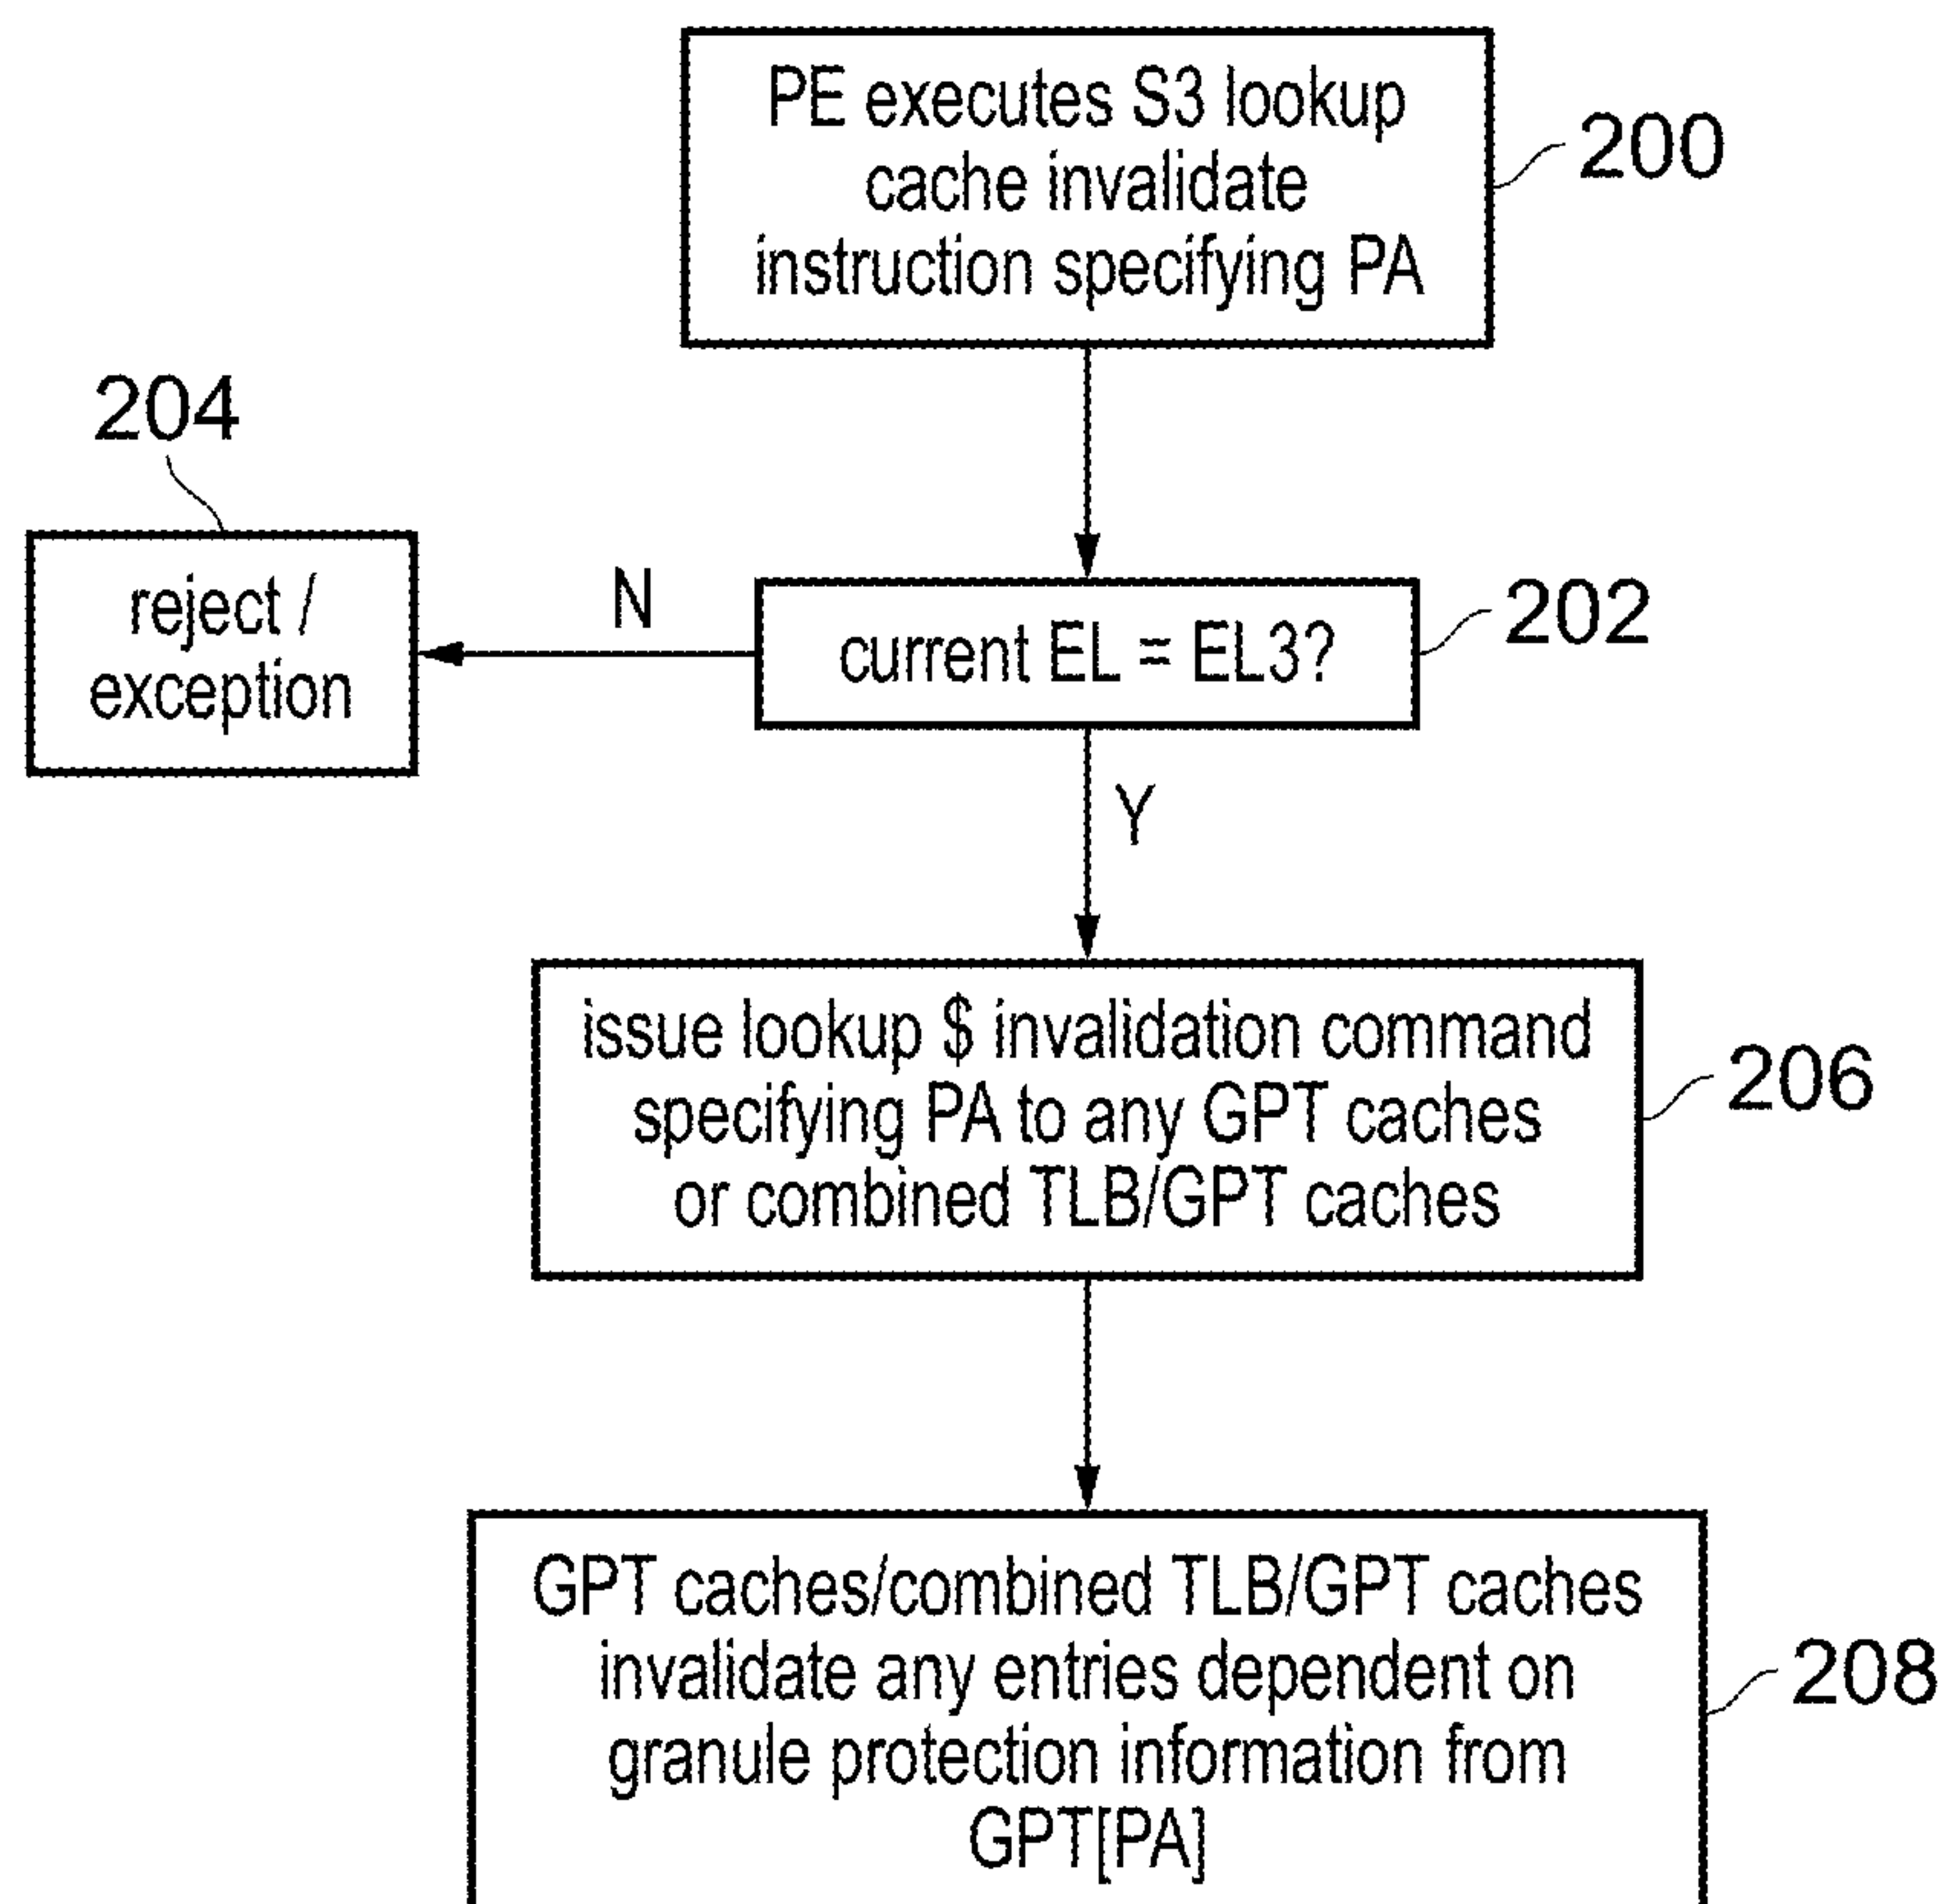 PE executes S3 lookup
cache invalidate
instruction specifying PA
200
204
reject /
exception
N
current EL = EL3?
202
Y
issue lookup $ invalidation command
specifying PA to any GPT caches
or combined TLB/GPT caches
206
GPT caches/combined TLB/GPT caches
invalidate any entries dependent on
granule protection information from
GPT[PA]
208